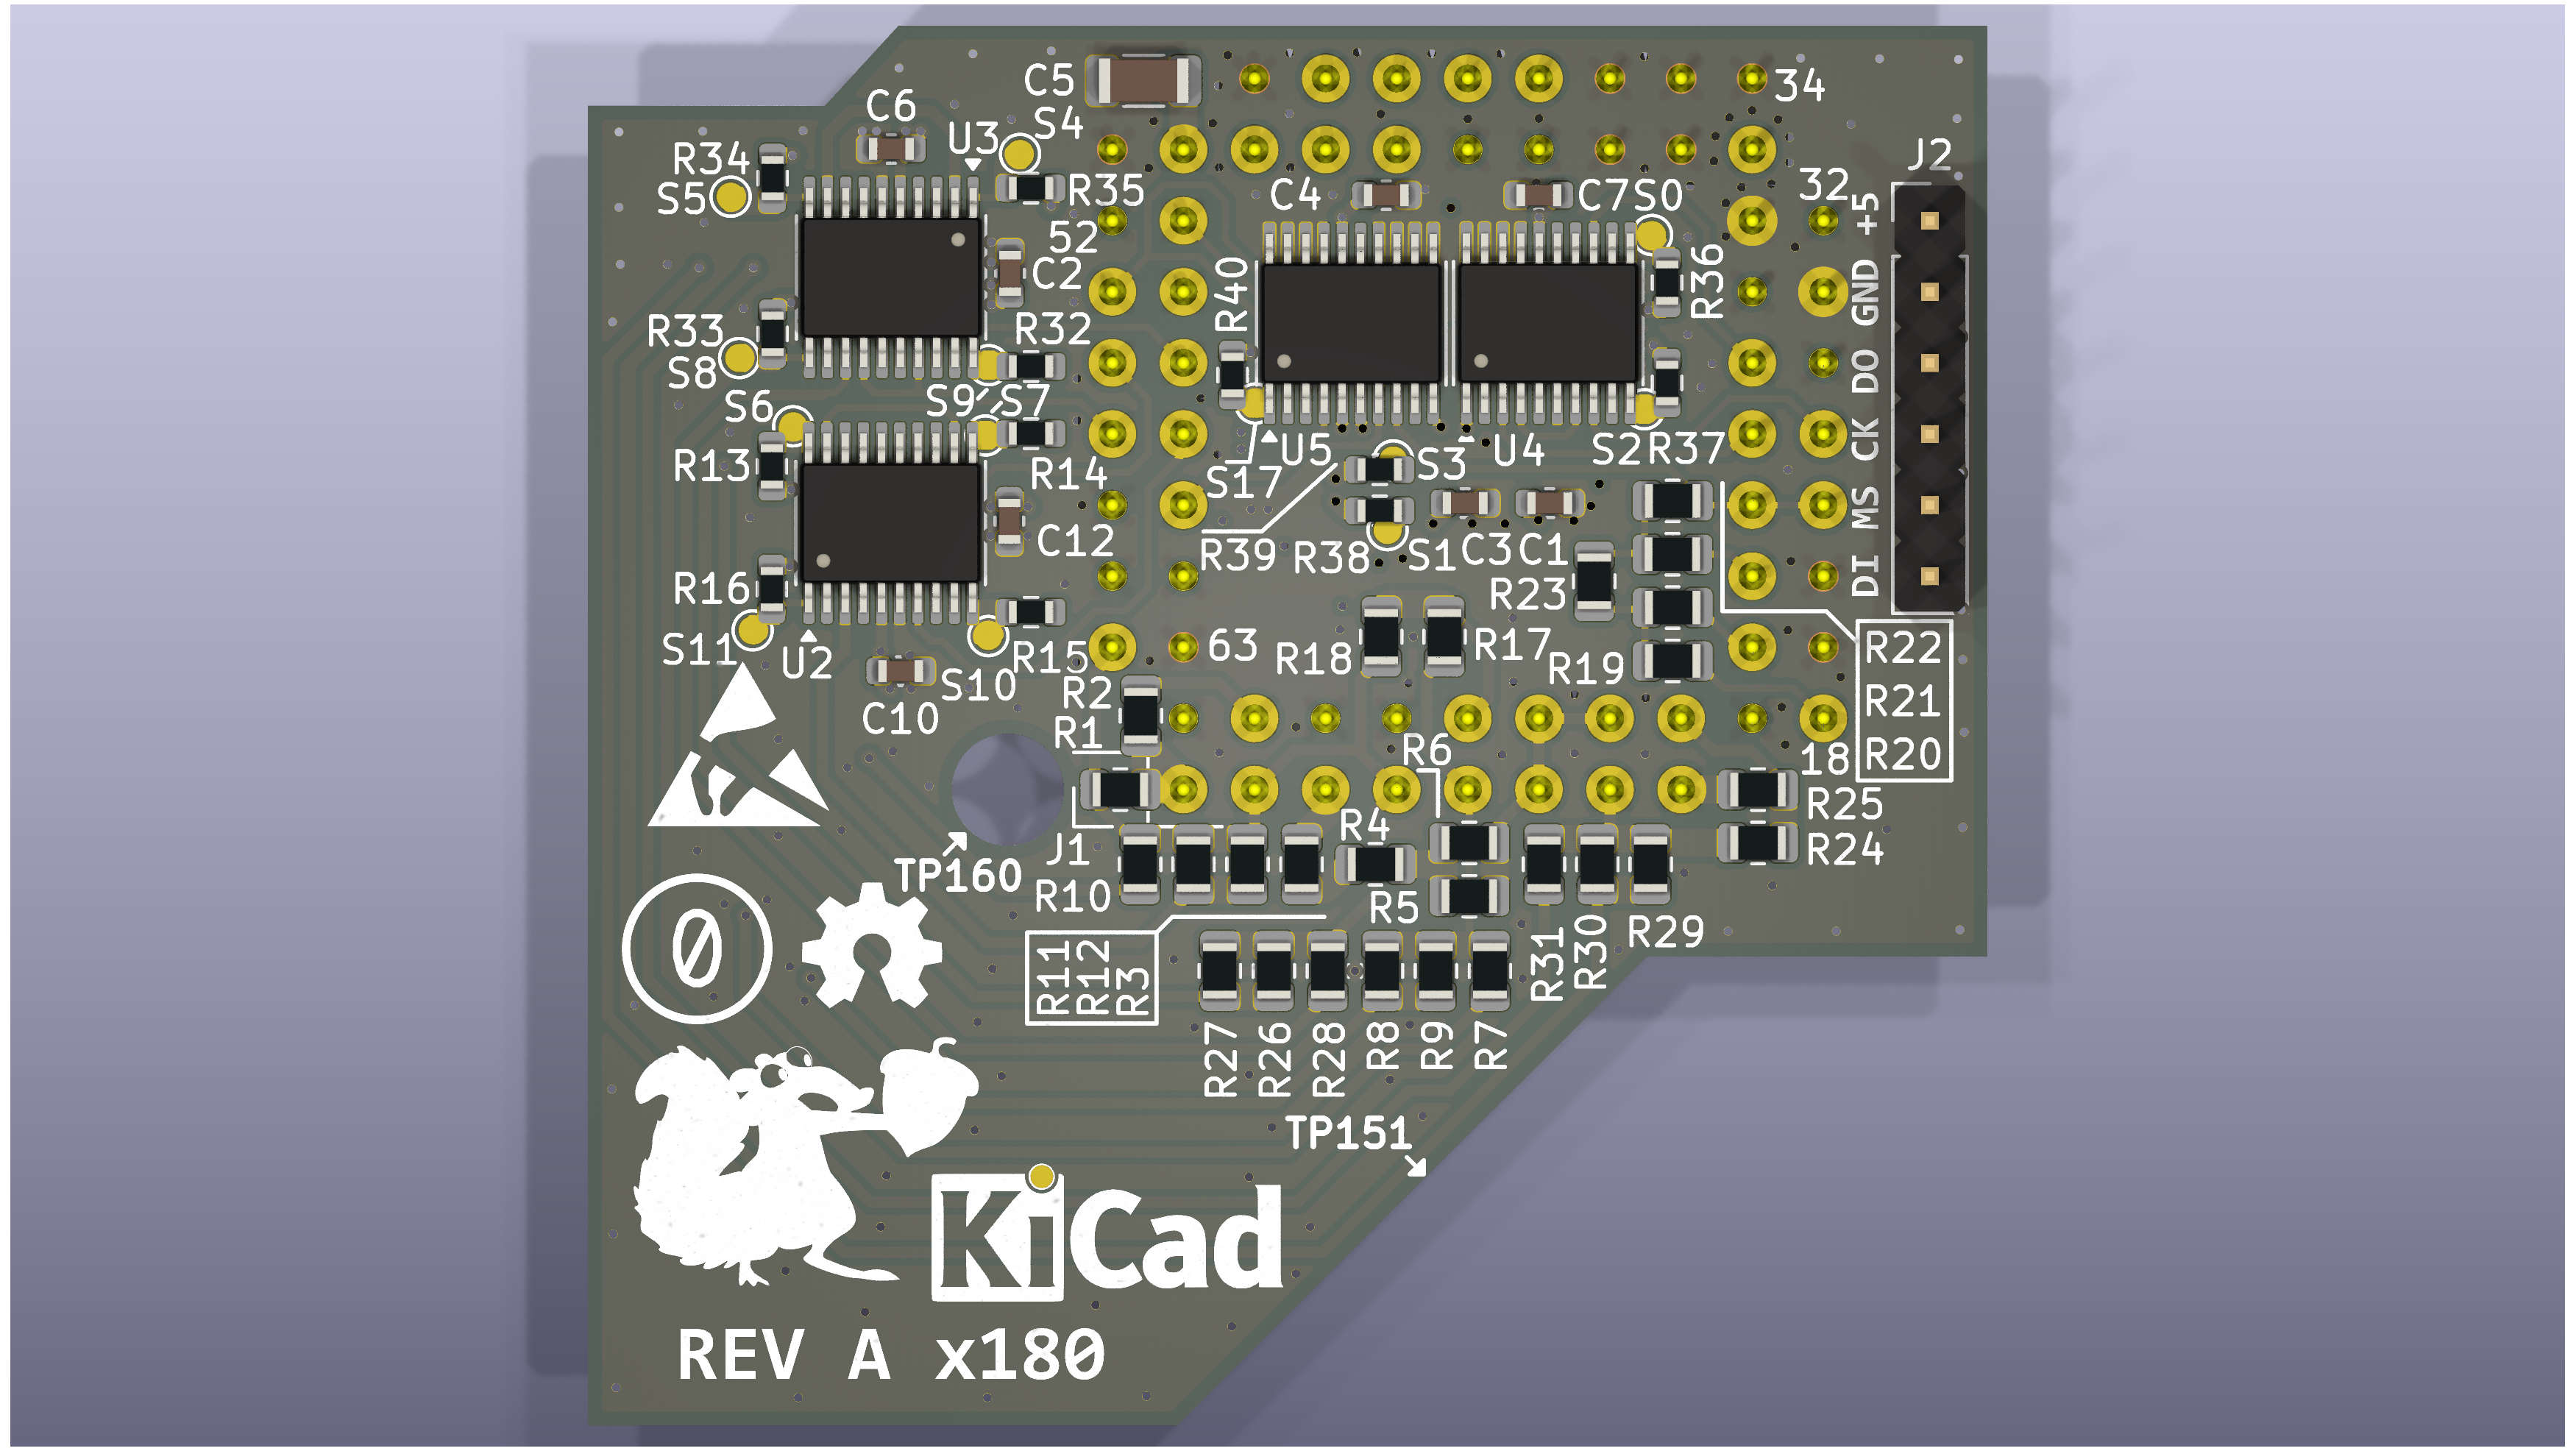 C5
34
C6
S4
U3
J2
R34
R35
S5
C4
C7
S0
32
+5
52
C2
R40
R36
GND
R33
R32
S8
DO
S6
S9
S7
CK
R13
R14
S17
U5
S3
U4
S2
R37
MS
C12
R39
R38
S1
C3
C1
R16
R23
DI
S11
U2
R15
63
R18
R17
R19
R22
S10
R2
R21
C10
R1
R6
18
R20
R4
R25
J1
R24
TP160
R10
R5
0
R11
R12
R3
R31
R30
R29
R27
R26
R28
R8
R9
R7
TP151
KiCad
REV A x180